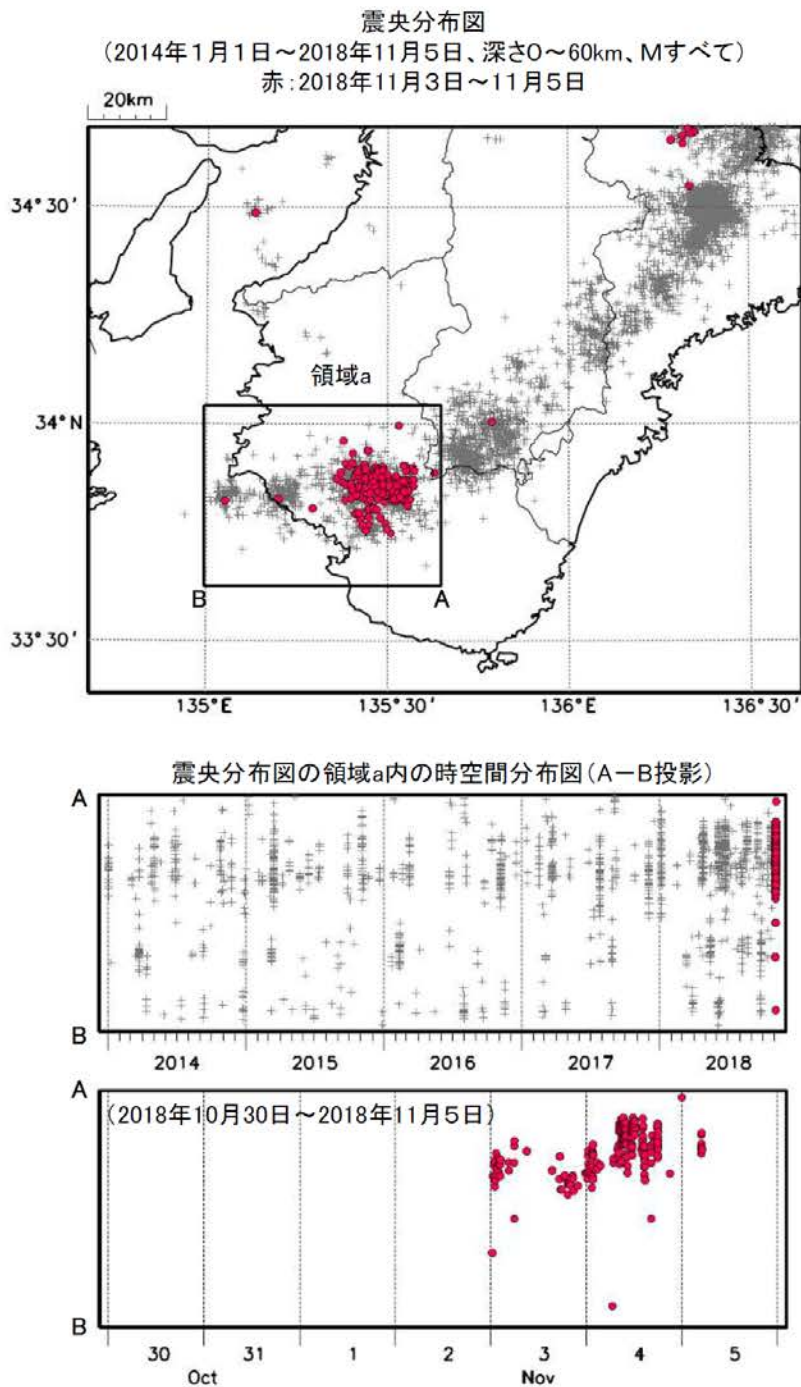 震央分布図
(2014年1月1日～2018年11月5日、深さ0～60km、Mすべて)
赤:2018年11月3日～11月5日
20km
34°30'
領域a
34°N
B
A
33°30'
135°E
135°30'
136°E
136°30'
震央分布図の領域a内の時空間分布図(A－B投影)
A
B
2014
2015
2016
2017
2018
A
(2018年10月30日～2018年11月5日)
B
30
31
1
2
3
4
5
Oct
Nov